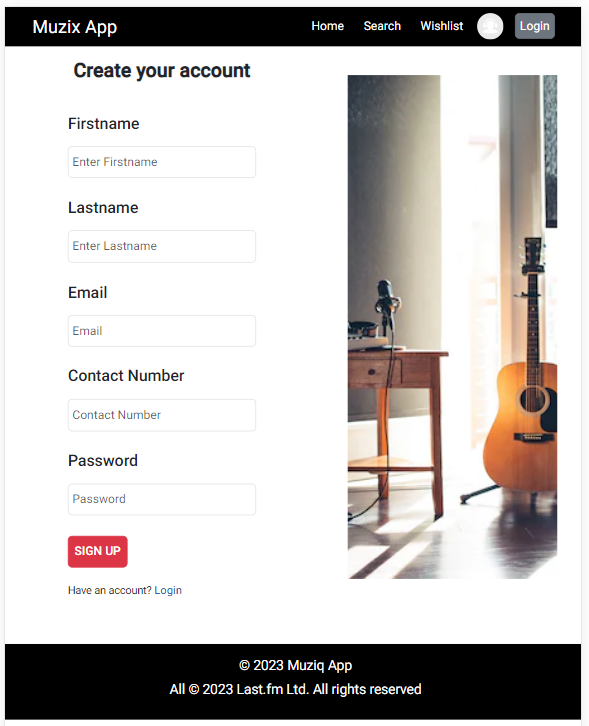 Muzix App
Home Search Wishlist Login
Create your account
Firstname
Enter Firstname
Lastname
Enter Lastname
Email
Email
Contact Number
Contact Number
Password
Password
SIGN UP
Have an account? Login
© 2023 Muziq App
All © 2023 Last.fm Ltd. All rights reserved